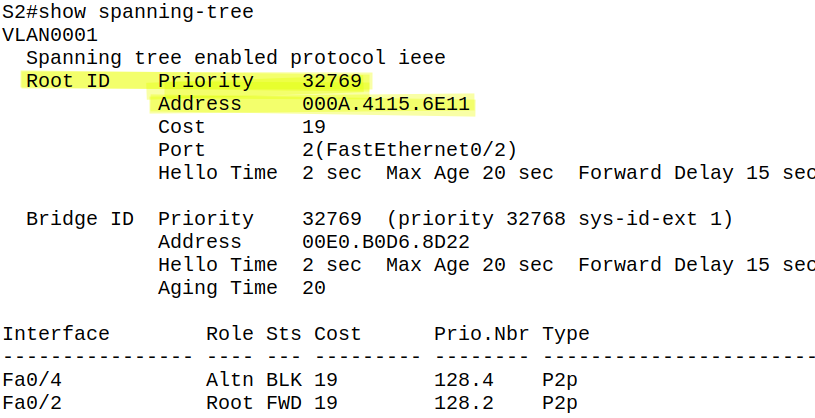 S2#show spanning-tree
VLAN0001
  Spanning tree enabled protocol ieee
  Root ID    Priority    32769
             Address     000A.4115.6E11
             Cost        19
             Port        2(FastEthernet0/2)
             Hello Time  2 sec  Max Age 20 sec  Forward Delay 15 sec

  Bridge ID  Priority    32769  (priority 32768 sys-id-ext 1)
             Address     00E0.B0D6.8D22
             Hello Time  2 sec  Max Age 20 sec  Forward Delay 15 sec
             Aging Time  20

Interface        Role Sts Cost      Prio.Nbr Type
---------------- ---- --- --------- -------- -----------------------
Fa0/4            Altn BLK 19        128.4    P2p
Fa0/2            Root FWD 19        128.2    P2p